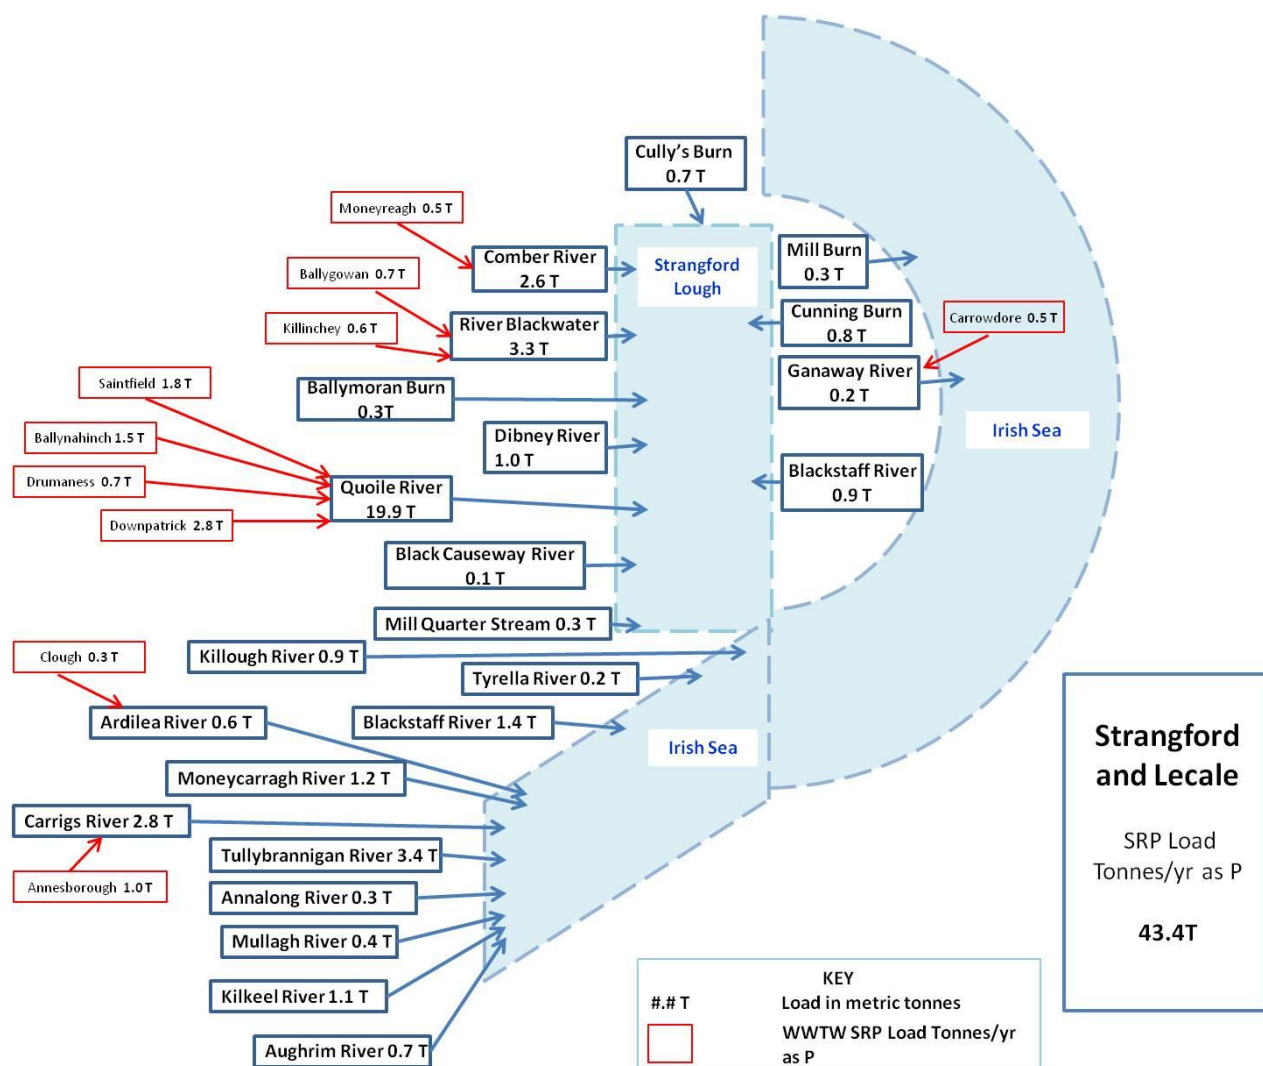 Cully's Burn
0.7 T
Moneyreagh 0.5 T
Comber River
2.6 T
Strangford
Lough
Mill Burn
0.3 T
Ballygowan 0.7 T
Killinchey 0.6 T
River Blackwater
3.3 T
Cunning Burn
0.8 T
Carrowdore 0.5 T
Saintfield 1.8 T
Ballymoran Burn
0.3T
Ganaway River
0.2 T
Ballynahinch 1.5 T
Dibney River
1.0 T
Irish Sea
Drumaness 0.7 T
Quoile River
19.9 T
Blackstaff River
0.9 T
Downpatrick 2.8 T
Black Causeway River
0.1 T
Mill Quarter Stream 0.3 T
Clough 0.3 T
Killough River 0.9 T
Tyrella River 0.2 T
Ardilea River 0.6 T
Blackstaff River 1.4 T
Irish Sea
Moneycarragh River 1.2 T
Carrigs River 2.8 T
Tullybrannigan River 3.4 T
Annesborough 1.0 T
Annalong River 0.3 T
Mullagh River 0.4 T
Kilkeel River 1.1 T
Aughrim River 0.7 T
Strangford
and Lecale
SRP Load
Tonnes/yr as P
43.4T
KEY
#.# T Load in metric tonnes
WWTW SRP Load Tonnes/yr
as P